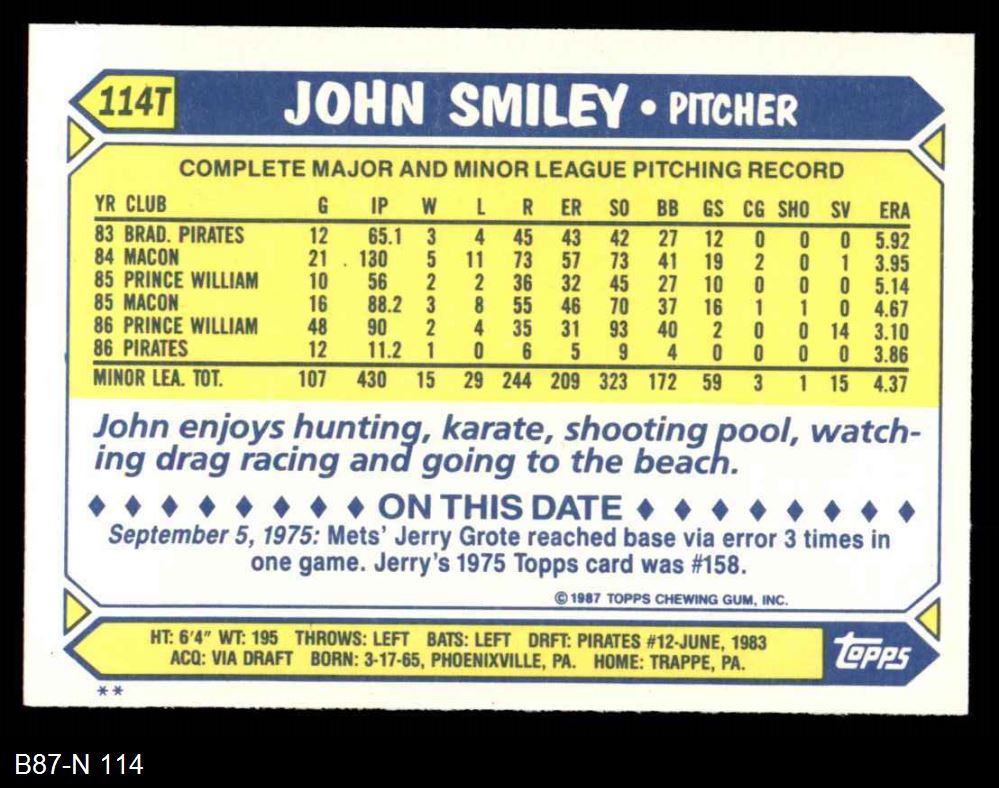 114T JOHN SMILEY • PITCHER
COMPLETE MAJOR AND MINOR LEAGUE PITCHING RECORD
YR CLUB G IP W L R ER SO BB GS CG SHO SV ERA
83 BRAD. PIRATES 12 65.1 3 4 45 43 42 27 12 0 0 0 5.92
84 MACON 21 130 5 11 73 57 73 41 19 2 0 1 3.95
85 PRINCE WILLIAM 10 56 2 2 36 32 45 27 10 0 0 0 5.14
85 MACON 16 88.2 3 8 55 46 70 37 16 1 1 0 4.67
86 PRINCE WILLIAM 48 90 2 4 35 31 93 40 2 0 0 14 3.10
86 PIRATES 12 11.2 1 0 6 5 9 4 0 0 0 0 3.86
MINOR LEA. TOT. 107 430 15 29 244 209 323 172 59 3 1 15 4.37
John enjoys hunting, karate, shooting pool, watch-
ing drag racing and going to the beach.
ON THIS DATE
September 5, 1975: Mets' Jerry Grote reached base via error 3 times in
one game. Jerry's 1975 Topps card was #158.
© 1987 TOPPS CHEWING GUM, INC.
HT: 6'4" WT: 195 THROWS: LEFT BATS: LEFT DRFT: PIRATES #12-JUNE, 1983
ACQ: VIA DRAFT BORN: 3-17-65, PHOENIXVILLE, PA. HOME: TRAPPE, PA.
Topps
**
B87-N 114